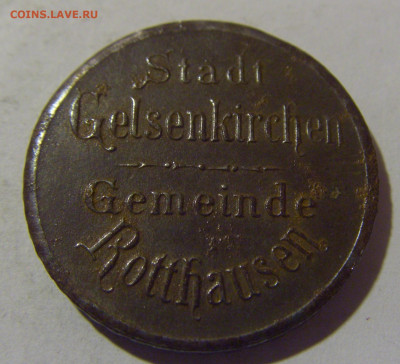 COINS.LAVE.RU
Stadt
Gelsenkirchen
Gemeinde
Rotthausen